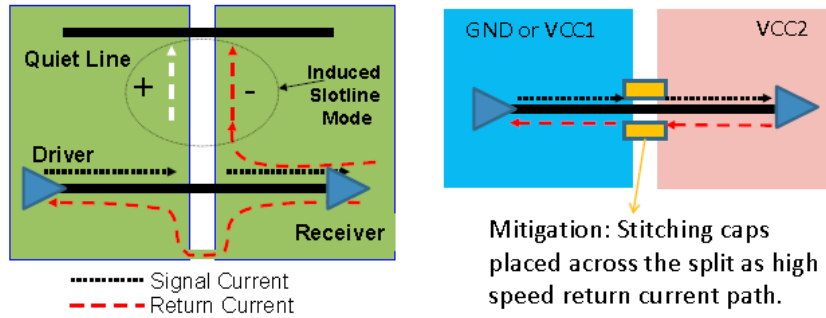 Quiet Line
+
-
Induced
Slotline
Mode
Driver
Receiver
Signal Current
Return Current
GND or VCC1
VCC2
Mitigation: Stitching caps
placed across the split as high
speed return current path.